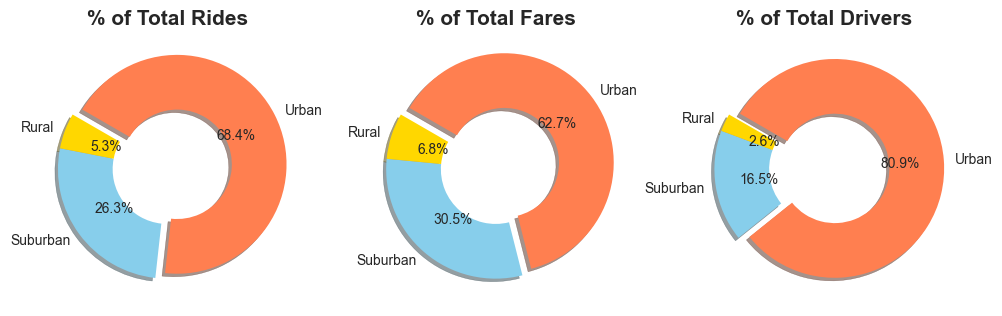 % of Total Rides
Urban
68.4%
Rural
5.3%
26.3%
Suburban
% of Total Fares
Urban
62.7%
Rural
6.8%
30.5%
Suburban
% of Total Drivers
Rural
2.6%
Urban
80.9%
16.5%
Suburban